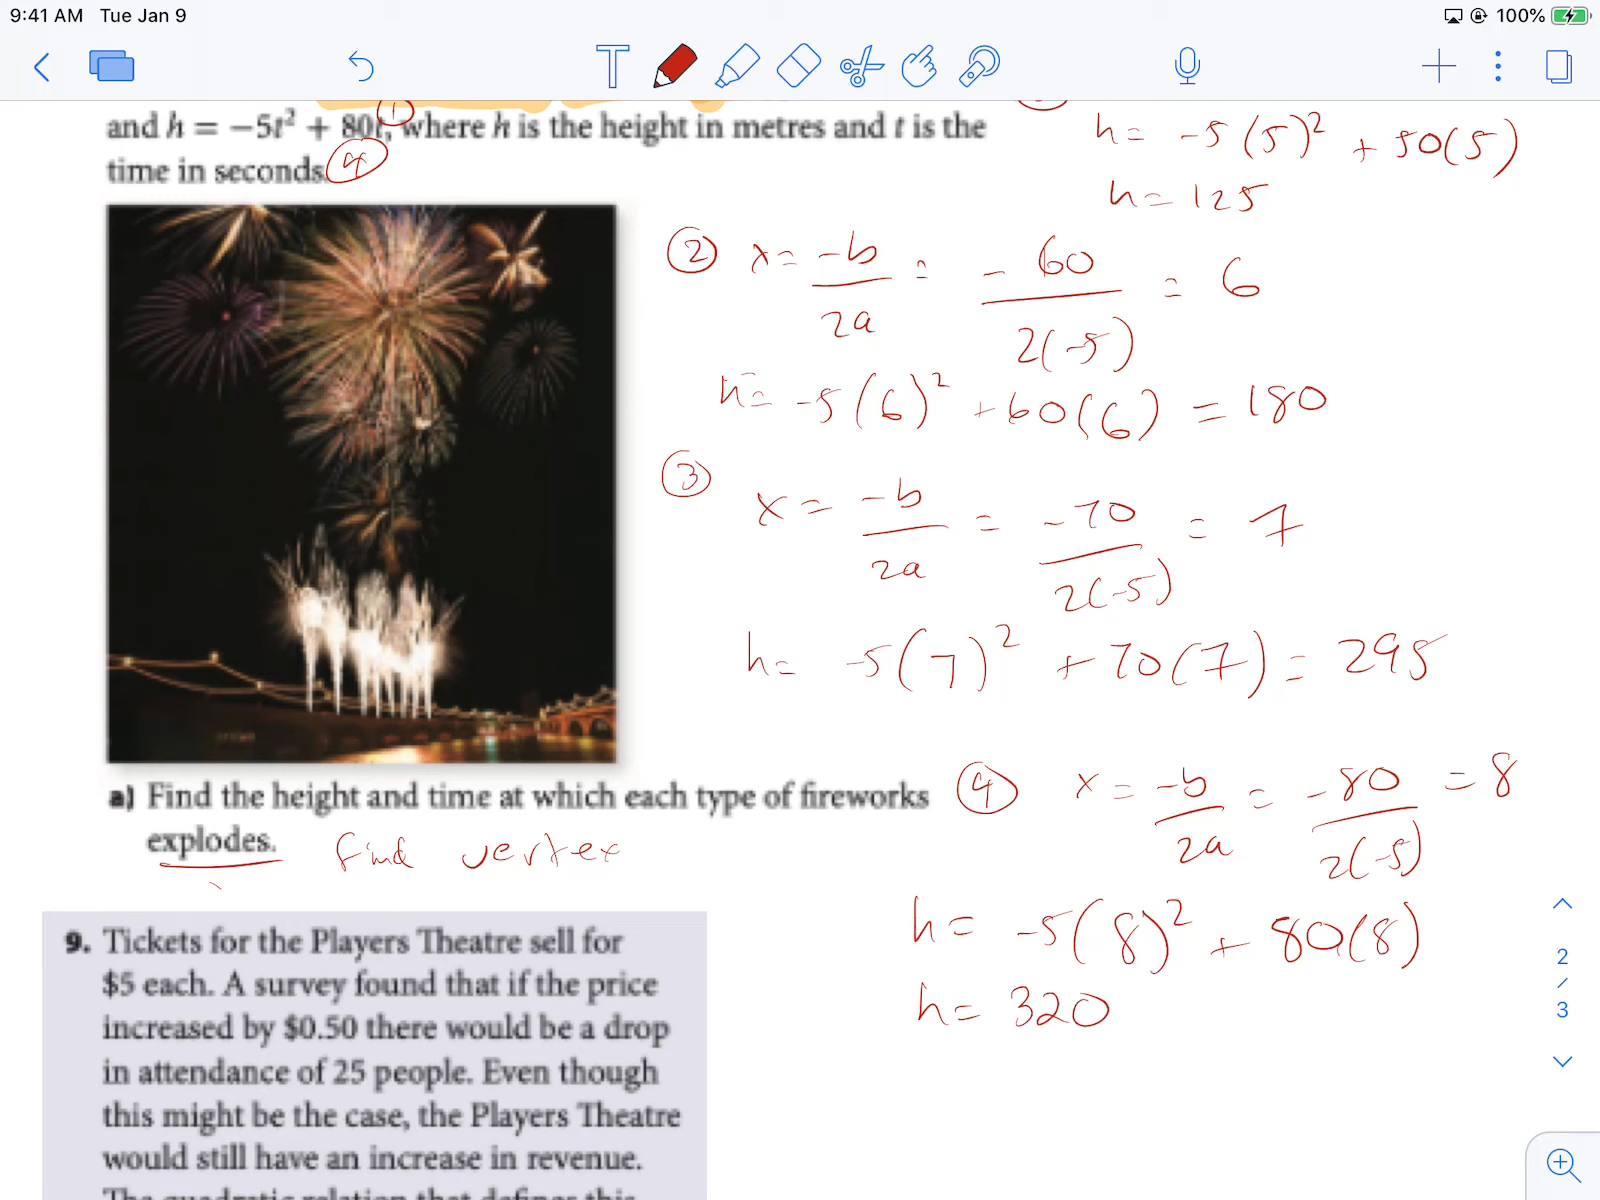 9:41 AM Tue Jan 9
100%
T
and h = −5t² + 80t, where h is the height in metres and t is the
①
time in seconds.
④
h = -5(5)² + 50(5)
h = 125
② x = -b/2a = -60/2(-5) = 6
h = -5(6)² + 60(6) = 180
③ x = -b/2a = -70/2(-5) = 7
h = -5(7)² + 70(7) = 295
a) Find the height and time at which each type of fireworks
explodes. find vertex
④ x = -b/2a = -80/2(-5) = 8
h = -5(8)² + 80(8)
h = 320
9. Tickets for the Players Theatre sell for
$5 each. A survey found that if the price
increased by $0.50 there would be a drop
in attendance of 25 people. Even though
this might be the case, the Players Theatre
would still have an increase in revenue.
The quadratic relation that defines this
2
/
3